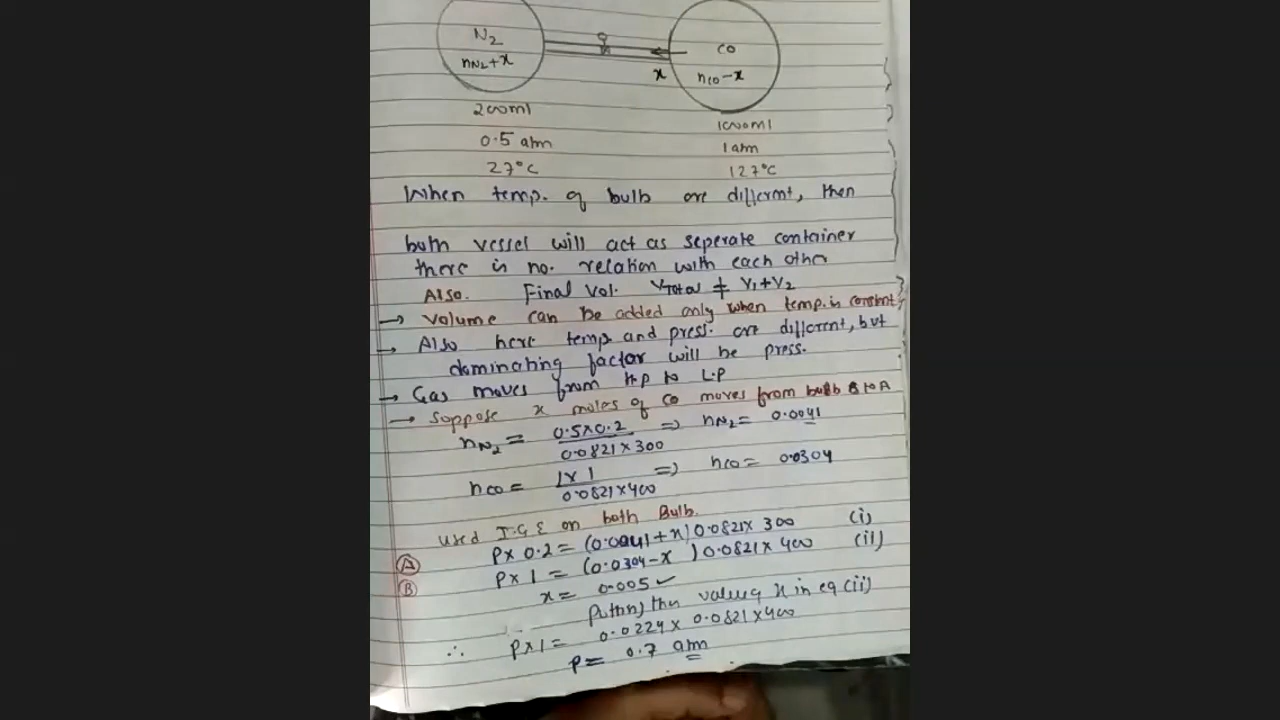 N2 CO
nN2+x x nCO-x
200ml 1000ml
0.5 atm 1 atm
27°C 127°C
When temp. of bulb are different, then
both vessel will act as seperate container
there is no. relation with each other
Also. Final Vol. VTotal ≠ V1+V2
→ Volume can be added only when temp. is constnt,
→ Also here temp. and press. are different, but
dominating factor will be press.
→ Gas moves from H.P to L.P
→ Soppose x moles of CO moves from bulb B to A
nN2 = 0.5×0.2 / 0.0821×300 => nN2 = 0.0041
nCO = 1×1 / 0.0821×400 => nCO = 0.0304
used I.G.E on both Bulb.
(A) P×0.2 = (0.0041+x)0.0821×300 (i)
(B) P×1 = (0.0304-x)0.0821×400 (ii)
x = 0.005 ✓
Putting the value of x in eq (ii)
∴ P×1 = 0.0224×0.0821×400
P = 0.7 atm